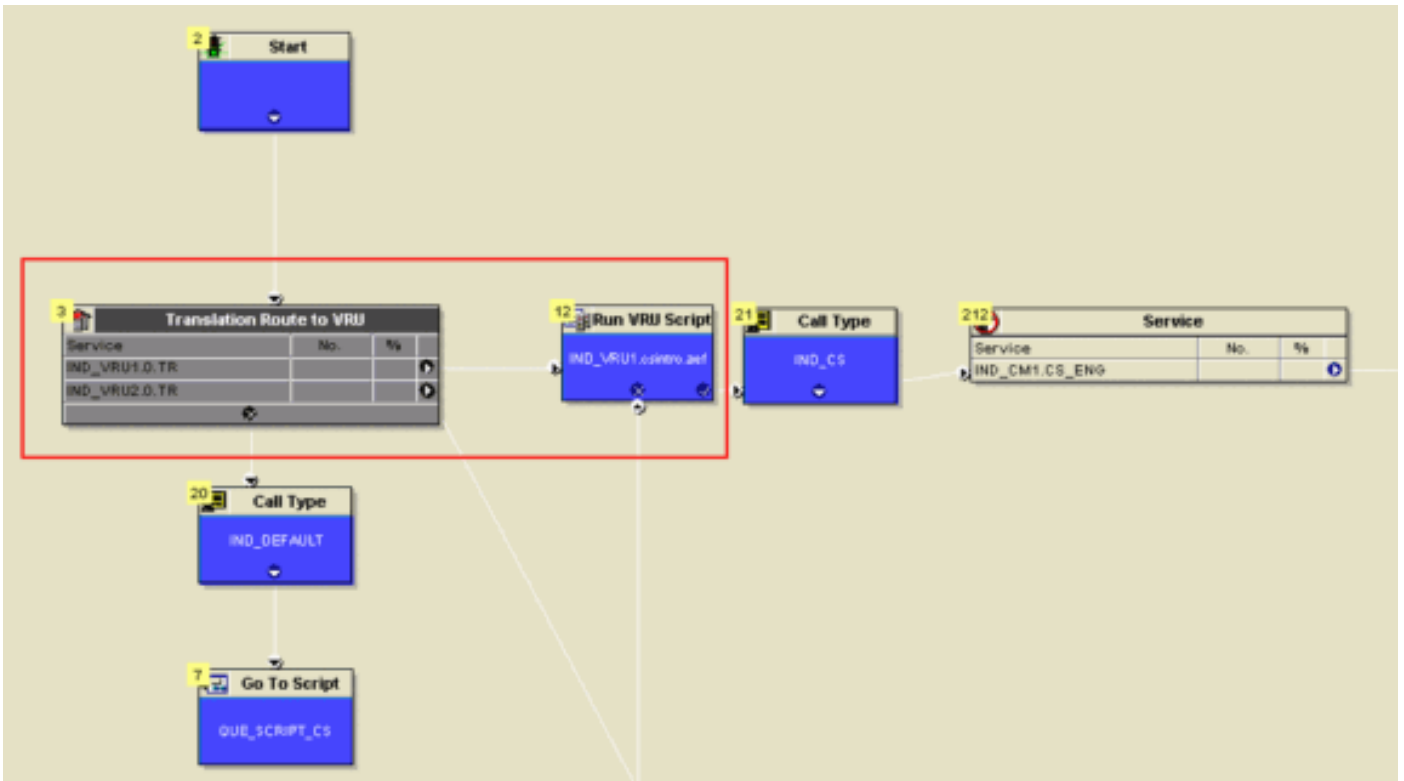 2 Start
3 Translation Route to VRU
Service No. %
IND_VRU1.0.TR
IND_VRU2.0.TR
12 Run VRU Script
IND_VRU1.csintro.aef
21 Call Type
IND_CS
212 Service
Service No. %
IND_CM1.CS_ENG
20 Call Type
IND_DEFAULT
7 Go To Script
QUE_SCRIPT_CS